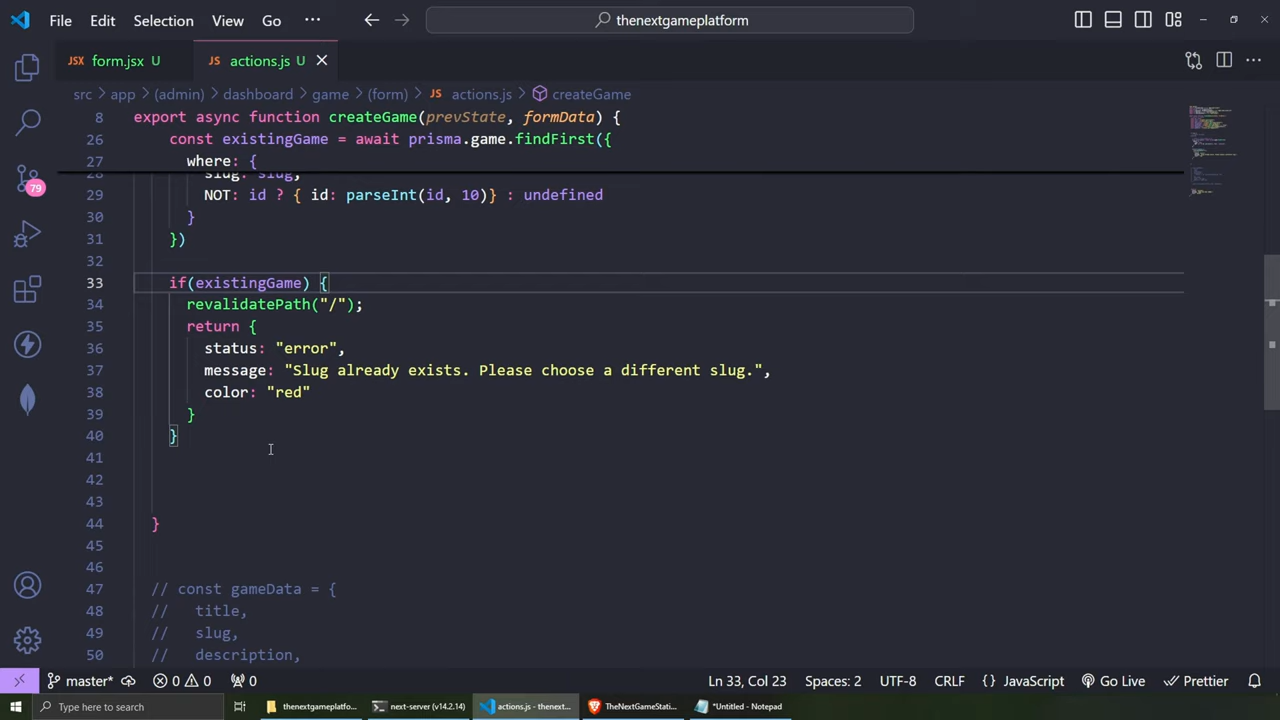 File Edit Selection View Go ··· thenextgameplatform
JSX form.jsx U JS actions.js U
src > app > (admin) > dashboard > game > (form) > JS actions.js > createGame
8 export async function createGame(prevState, formData) {
26 const existingGame = await prisma.game.findFirst({
27 where: {
28 slug: slug,
29 NOT: id ? { id: parseInt(id, 10)} : undefined
30 }
31 })
32
33 if(existingGame) {
34 revalidatePath("/");
35 return {
36 status: "error",
37 message: "Slug already exists. Please choose a different slug.",
38 color: "red"
39 }
40 }
41
42
43
44 }
45
46
47 // const gameData = {
48 // title,
49 // slug,
50 // description,
79
master* 0 0 0 Ln 33, Col 23 Spaces: 2 UTF-8 CRLF {} JavaScript Go Live Prettier
Type here to search thenextgameplatfo... next-server (v14.2.14) actions.js - thenext... TheNextGameStati... *Untitled - Notepad